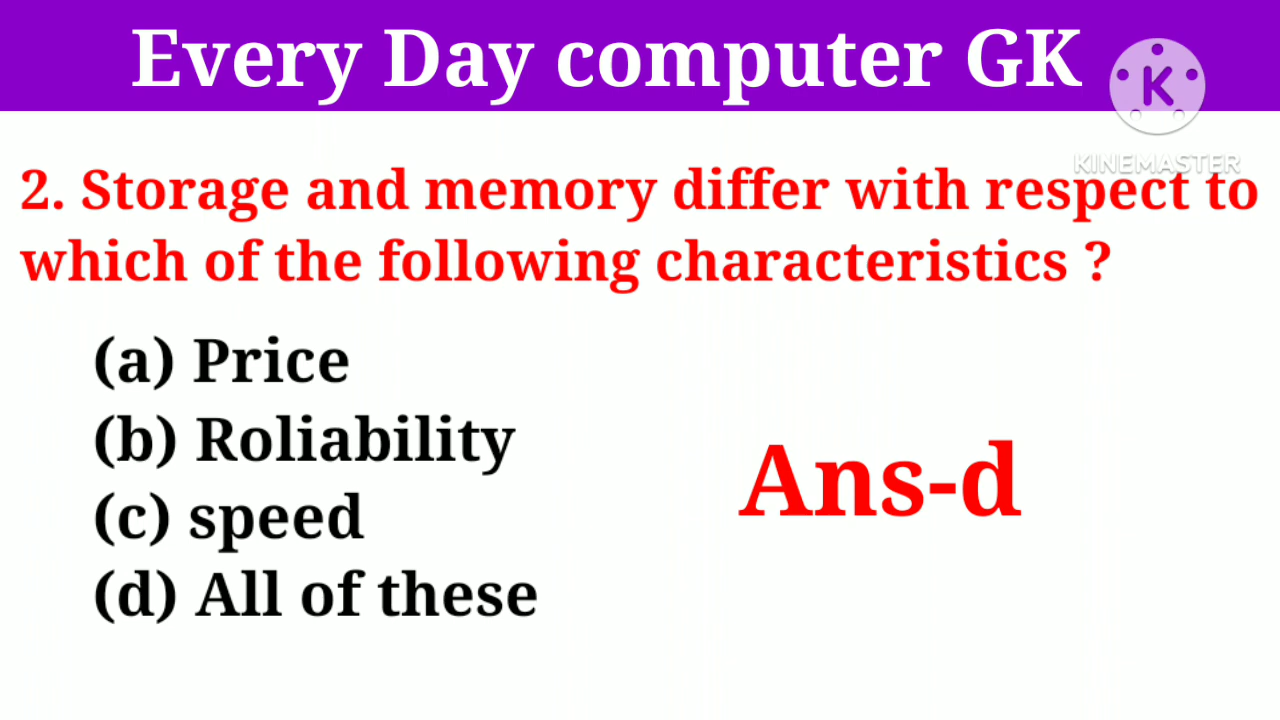 Every Day computer GK
K
KINEMASTER
2. Storage and memory differ with respect to
which of the following characteristics ?
(a) Price
(b) Roliability
(c) speed
(d) All of these
Ans-d